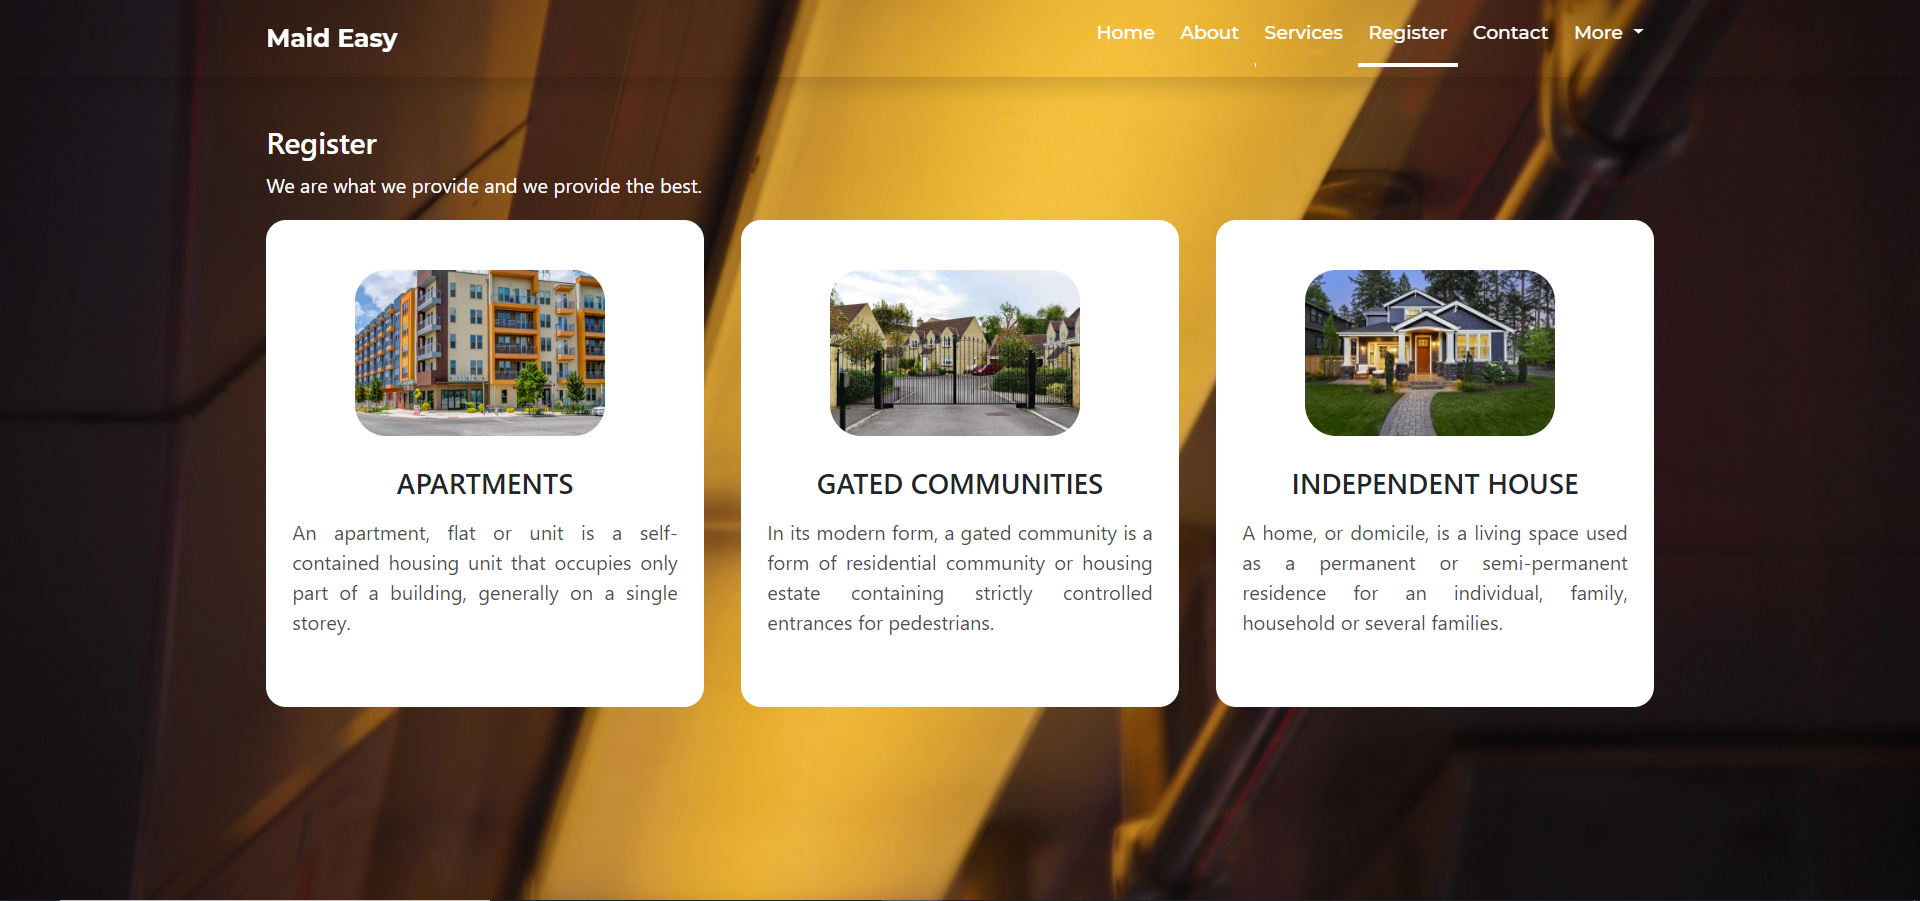 Maid Easy
Home About Services Register Contact More
Register
We are what we provide and we provide the best.
APARTMENTS
An apartment, flat or unit is a self-
contained housing unit that occupies only
part of a building, generally on a single
storey.
GATED COMMUNITIES
In its modern form, a gated community is a
form of residential community or housing
estate containing strictly controlled
entrances for pedestrians.
INDEPENDENT HOUSE
A home, or domicile, is a living space used
as a permanent or semi-permanent
residence for an individual, family,
household or several families.